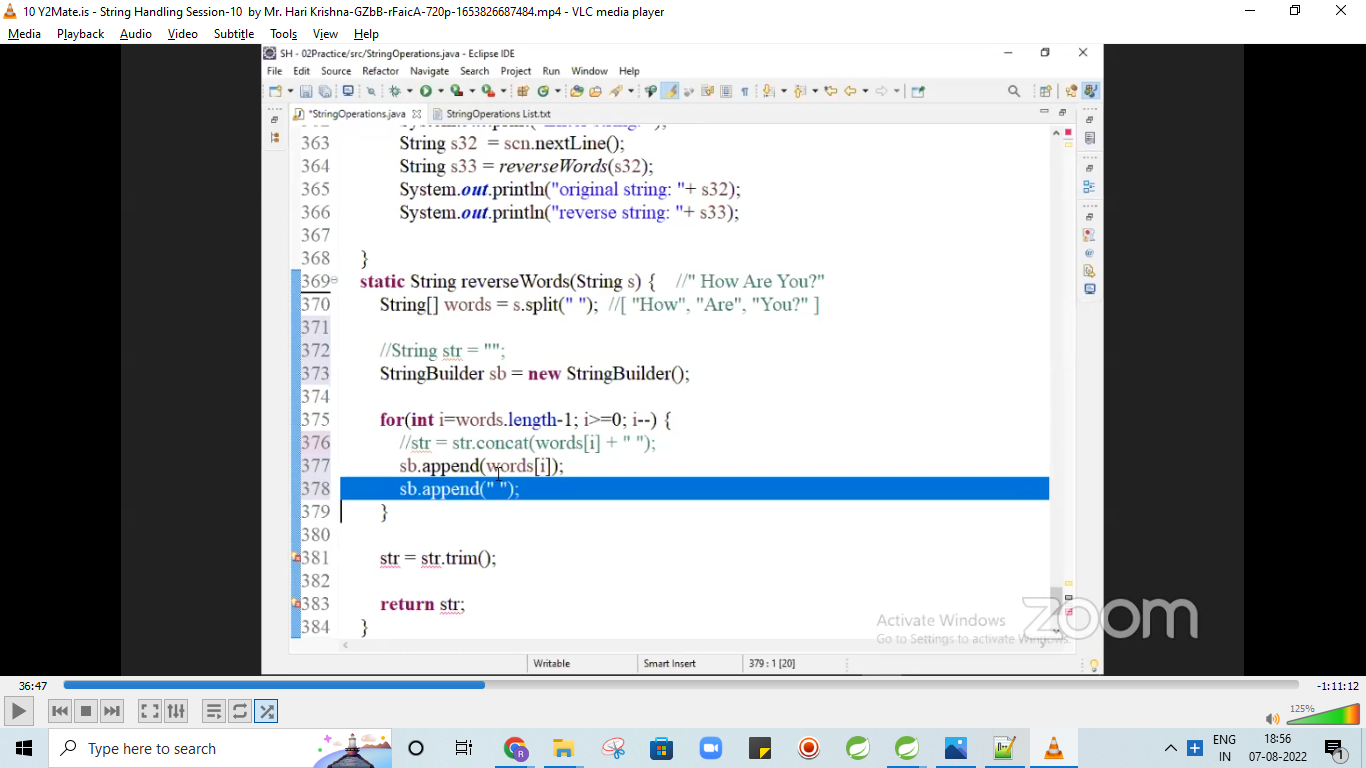 10 Y2Mate.is - String Handling Session-10 by Mr. Hari Krishna-GZbB-rFaicA-720p-1653826687484.mp4 - VLC media player
Media Playback Audio Video Subtitle Tools View Help
SH - 02Practice/src/StringOperations.java - Eclipse IDE
File Edit Source Refactor Navigate Search Project Run Window Help
*StringOperations.java StringOperations List.txt
363 String s32 = scn.nextLine();
364 String s33 = reverseWords(s32);
365 System.out.println("original string: "+ s32);
366 System.out.println("reverse string: "+ s33);
367
368 }
369 static String reverseWords(String s) { //" How Are You?"
370 String[] words = s.split(" "); //[ "How", "Are", "You?" ]
371
372 //String str = "";
373 StringBuilder sb = new StringBuilder();
374
375 for(int i=words.length-1; i>=0; i--) {
376 //str = str.concat(words[i] + " ");
377 sb.append(words[i]);
378 sb.append(" ");
379 }
380
381 str = str.trim();
382
383 return str;
384 }
Activate Windows
Go to Settings to activate Windows.
zoom
Writable Smart Insert 379 : 1 [20]
36:47 -1:11:12
125%
Type here to search
ENG
IN
18:56
07-08-2022
1